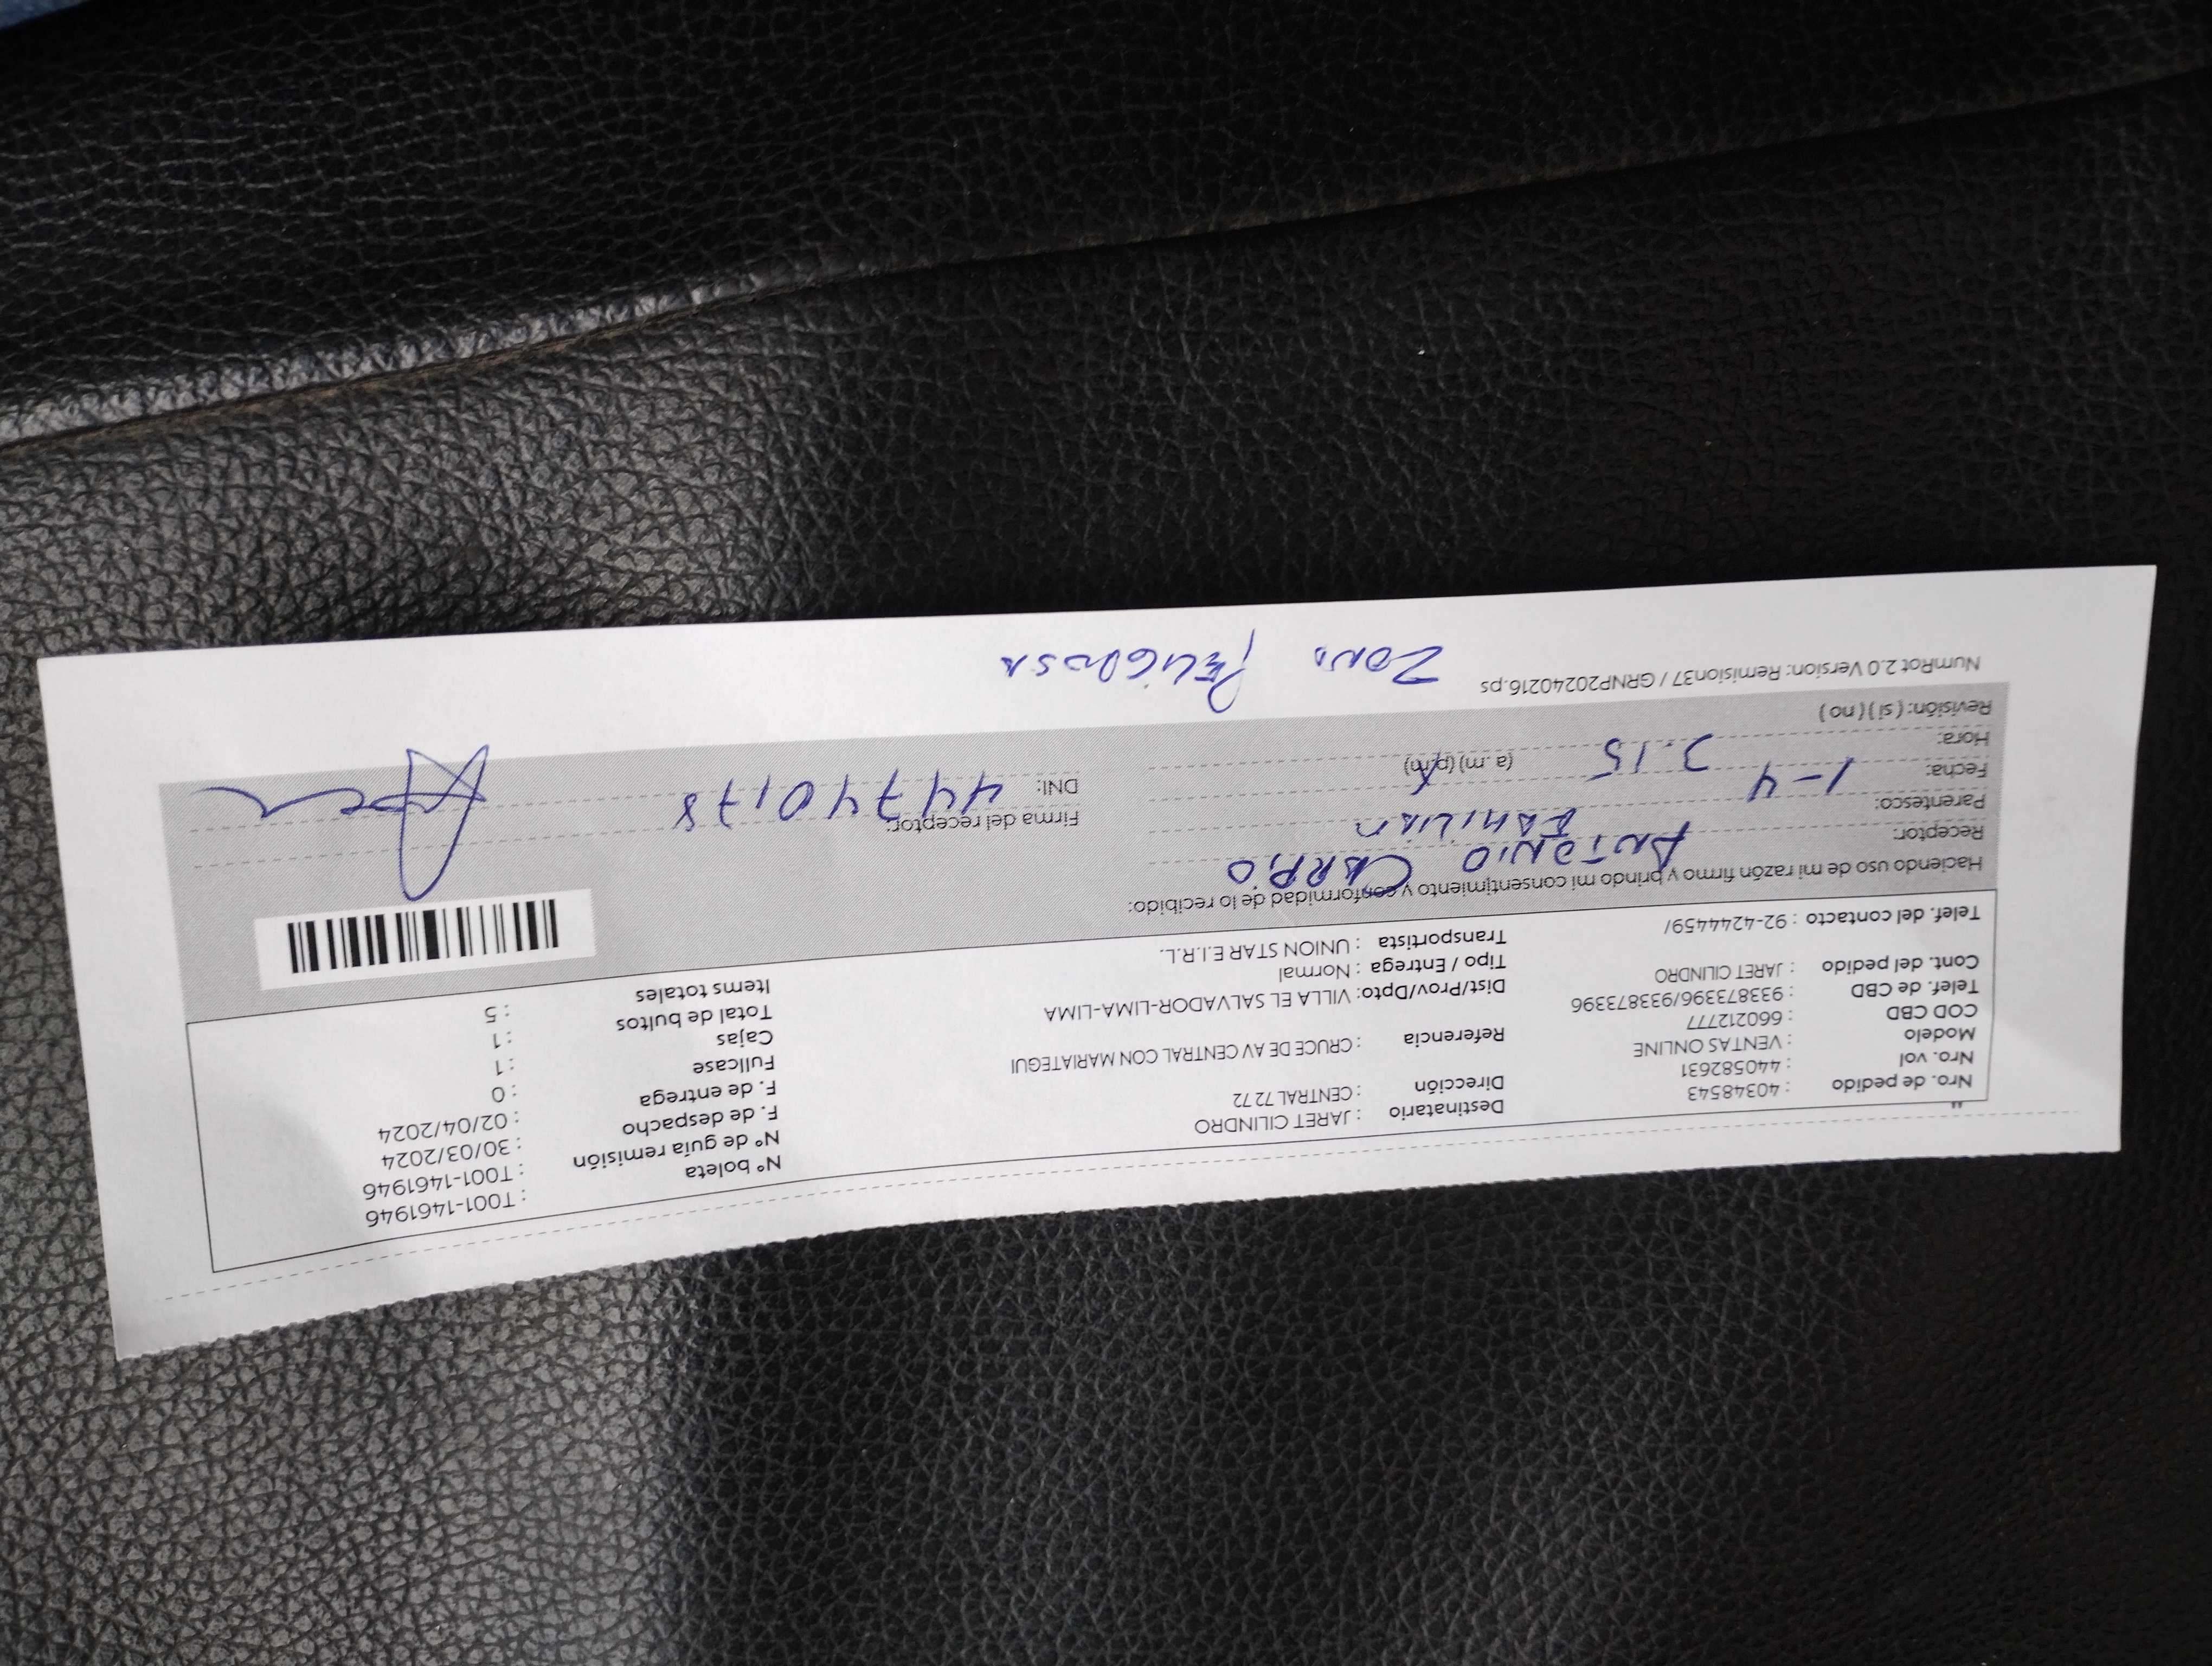 Nº boleta : T001-1461946
Nº de guía remisión : T001-1461946
F. de despacho : 30/03/2024
F. de entrega : 02/04/2024
Fullcase : 0
Cajas : 1
Total de bultos : 1
Items totales : 5
Destinatario : JARET CILINDRO
Dirección : CENTRAL 72 72
Referencia : CRUCE DE AV CENTRAL CON MARIATEGUI
Dist/Prov/Dpto: VILLA EL SALVADOR-LIMA-LIMA
Tipo / Entrega : Normal
Transportista : UNION STAR E.I.R.L.
Nro. de pedido : 40348543
Nro. vol : 440582631
Modelo : VENTAS ONLINE
COD CBD : 660212777
Telef. de CBD : 933873396/933873396
Cont. del pedido : JARET CILINDRO
Telef. del contacto : 92-4244459/
Haciendo uso de mi razón firmo y brindo mi consentimiento y conformidad de lo recibido:
Receptor: ANTONIO CARPIO
Parentesco: FAMILIAR
Fecha: 1-4
Hora: 3.15 (a. m) (p.m)
Revisión: ( si ) ( no )
Firma del receptor:
DNI: 44740178
NumRot 2.0 Version: Remision37 / GRNP20240216.ps
ZONA PELIGROSA